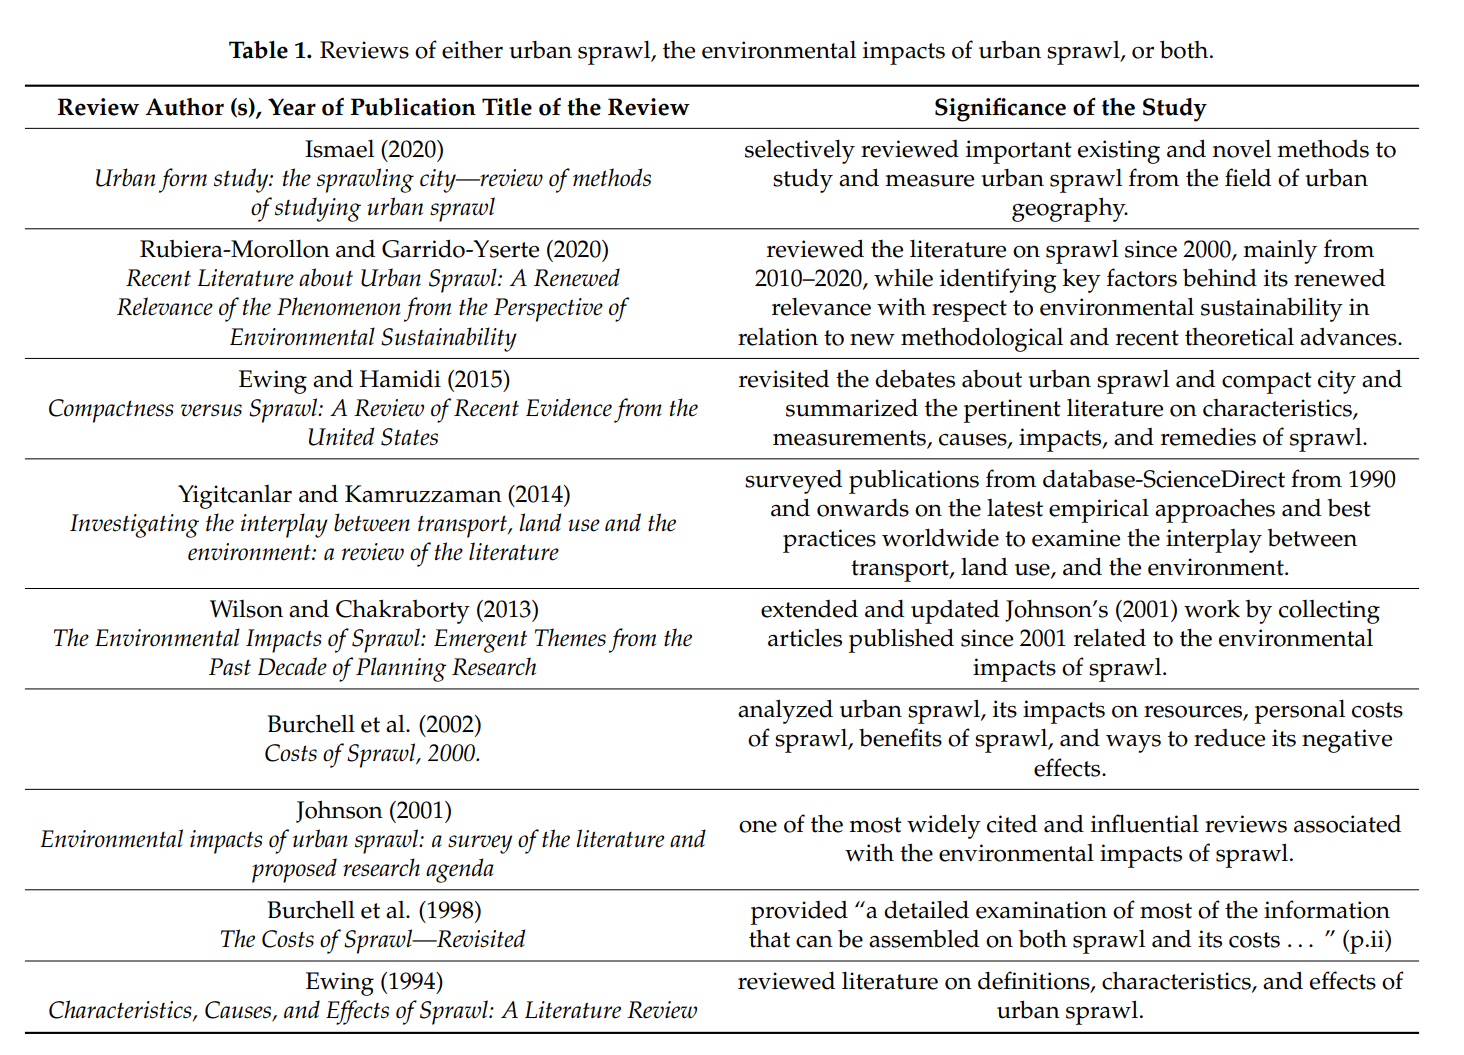 Table 1. Reviews of either urban sprawl, the environmental impacts of urban sprawl, or both.
Review Author (s), Year of Publication Title of the Review
Significance of the Study
Ismael (2020)
Urban form study: the sprawling city—review of methods
of studying urban sprawl
selectively reviewed important existing and novel methods to
study and measure urban sprawl from the field of urban
geography.
Rubiera-Morollon and Garrido-Yserte (2020)
Recent Literature about Urban Sprawl: A Renewed
Relevance of the Phenomenon from the Perspective of
Environmental Sustainability
reviewed the literature on sprawl since 2000, mainly from
2010–2020, while identifying key factors behind its renewed
relevance with respect to environmental sustainability in
relation to new methodological and recent theoretical advances.
Ewing and Hamidi (2015)
Compactness versus Sprawl: A Review of Recent Evidence from the
United States
revisited the debates about urban sprawl and compact city and
summarized the pertinent literature on characteristics,
measurements, causes, impacts, and remedies of sprawl.
Yigitcanlar and Kamruzzaman (2014)
Investigating the interplay between transport, land use and the
environment: a review of the literature
surveyed publications from database-ScienceDirect from 1990
and onwards on the latest empirical approaches and best
practices worldwide to examine the interplay between
transport, land use, and the environment.
Wilson and Chakraborty (2013)
The Environmental Impacts of Sprawl: Emergent Themes from the
Past Decade of Planning Research
extended and updated Johnson’s (2001) work by collecting
articles published since 2001 related to the environmental
impacts of sprawl.
Burchell et al. (2002)
Costs of Sprawl, 2000.
analyzed urban sprawl, its impacts on resources, personal costs
of sprawl, benefits of sprawl, and ways to reduce its negative
effects.
Johnson (2001)
Environmental impacts of urban sprawl: a survey of the literature and
proposed research agenda
one of the most widely cited and influential reviews associated
with the environmental impacts of sprawl.
Burchell et al. (1998)
The Costs of Sprawl—Revisited
provided “a detailed examination of most of the information
that can be assembled on both sprawl and its costs . . . ” (p.ii)
Ewing (1994)
Characteristics, Causes, and Effects of Sprawl: A Literature Review
reviewed literature on definitions, characteristics, and effects of
urban sprawl.